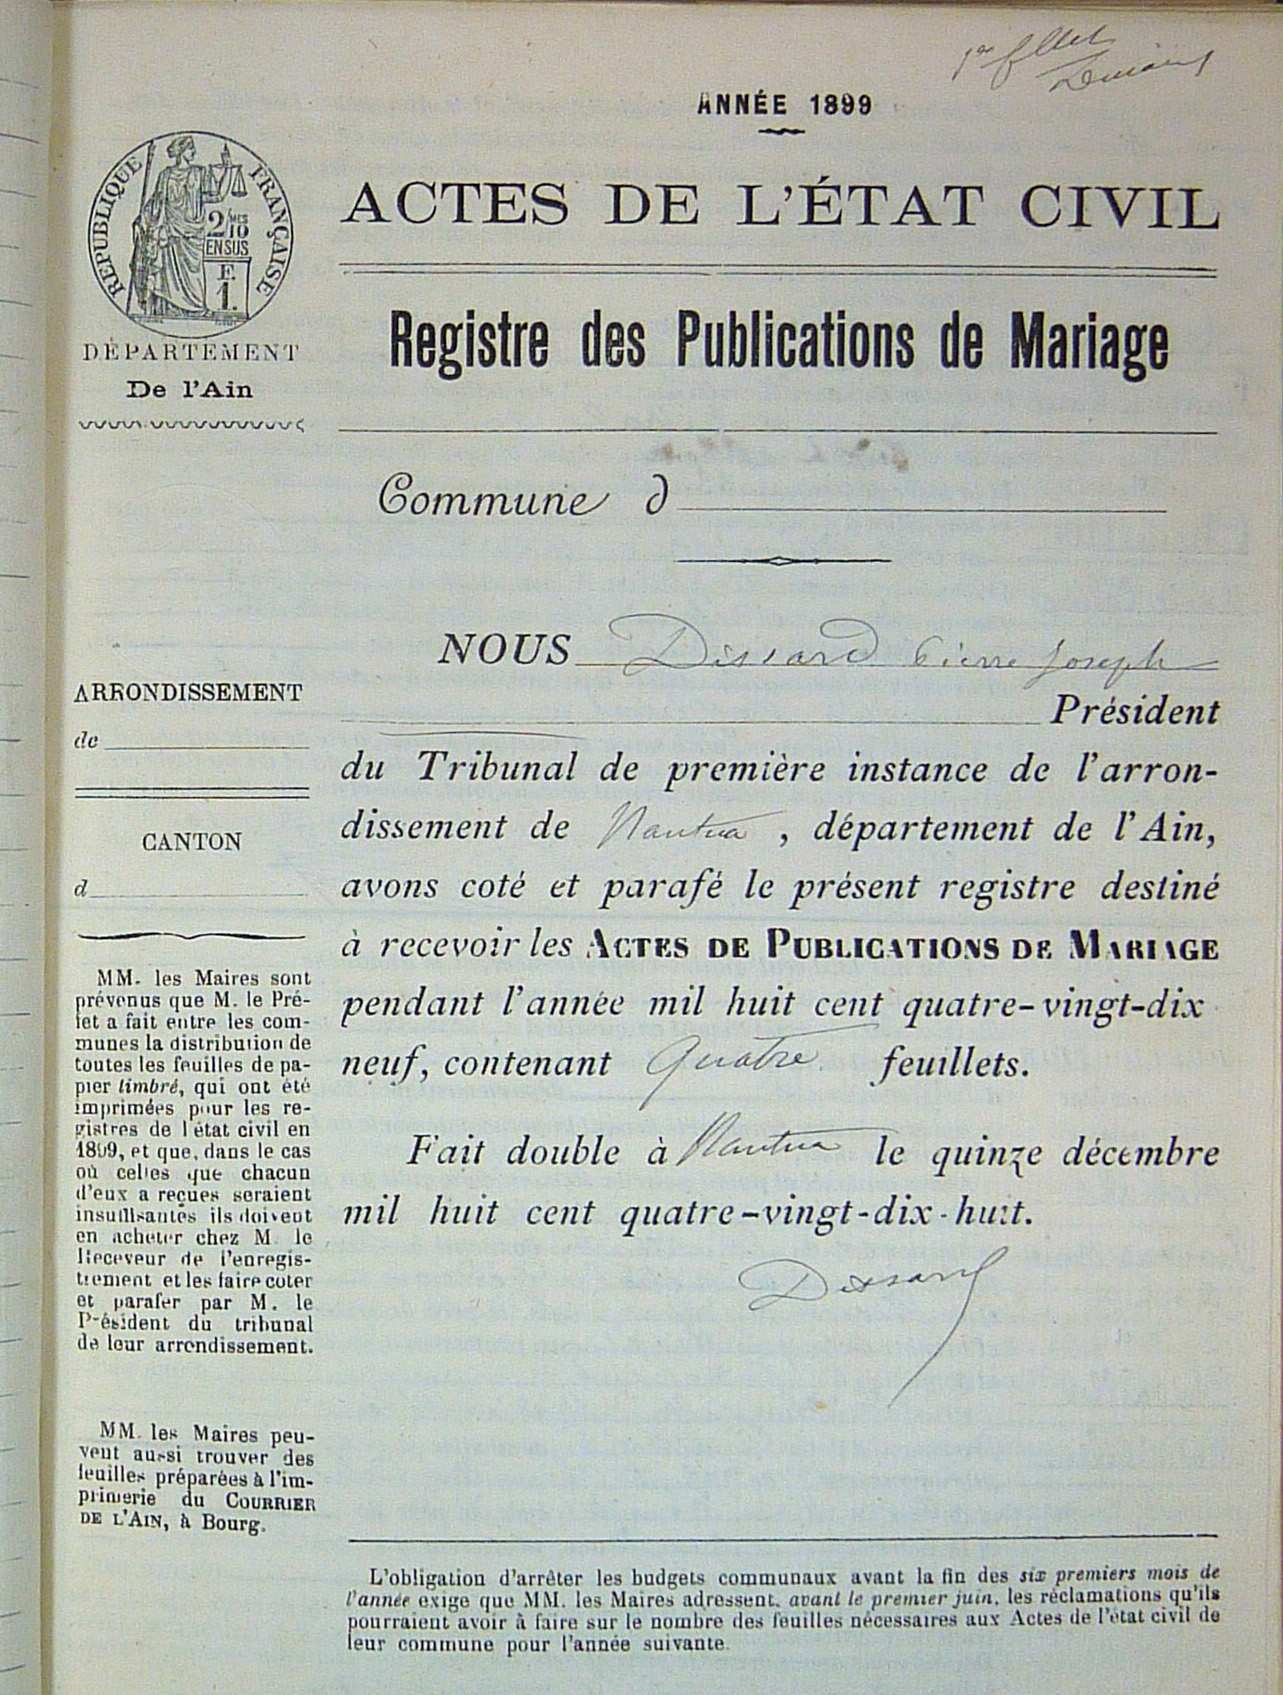 1er fllet
ANNÉE 1899
RÉPUBLIQUE FRANÇAISE
2/10MES
EN SUS
F.
1.
DÉPARTEMENT
De l'Ain
ACTES DE L'ÉTAT CIVIL
Registre des Publications de Mariage
Commune d
ARRONDISSEMENT
de
CANTON
d
MM. les Maires sont
prévenus que M. le Pré-
fet a fait entre les com-
munes la distribution de
toutes les feuilles de pa-
pier timbré, qui ont été
imprimées pour les re-
gistres de l'état civil en
1899, et que, dans le cas
où celles que chacun
d'eux a reçues seraient
insuffisantes ils doivent
en acheter chez M. le
Receveur de l'enregis-
trement et les faire coter
et parafer par M. le
Président du tribunal
de leur arrondissement.
MM. les Maires peu-
vent aussi trouver des
feuilles préparées à l'im-
primerie du COURRIER
DE L'AIN, à Bourg.
NOUS Dissard Pierre Joseph
Président
du Tribunal de première instance de l'arron-
dissement de Nantua, département de l'Ain,
avons coté et parafé le présent registre destiné
à recevoir les ACTES DE PUBLICATIONS DE MARIAGE
pendant l'année mil huit cent quatre-vingt-dix
neuf, contenant Quatre feuillets.
Fait double à Nantua le quinze décembre
mil huit cent quatre-vingt-dix-huit.
Dissard
L'obligation d'arrêter les budgets communaux avant la fin des six premiers mois de
l'année exige que MM. les Maires adressent, avant le premier juin, les réclamations qu'ils
pourraient avoir à faire sur le nombre des feuilles nécessaires aux Actes de l'état civil de
leur commune pour l'année suivante.